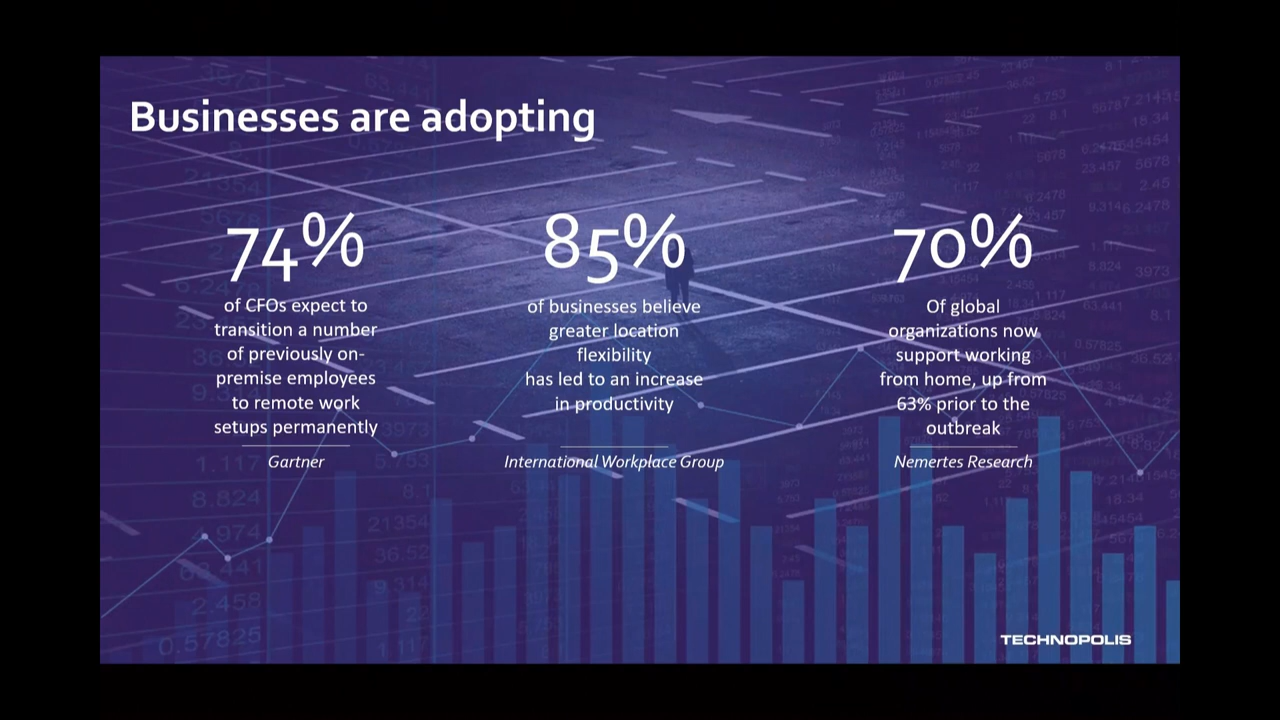 Businesses are adopting
74%
of CFOs expect to
transition a number
of previously on-
premise employees
to remote work
setups permanently
Gartner
85%
of businesses believe
greater location
flexibility
has led to an increase
in productivity
International Workplace Group
70%
Of global
organizations now
support working
from home, up from
63% prior to the
outbreak
Nemertes Research
TECHNOPOLIS